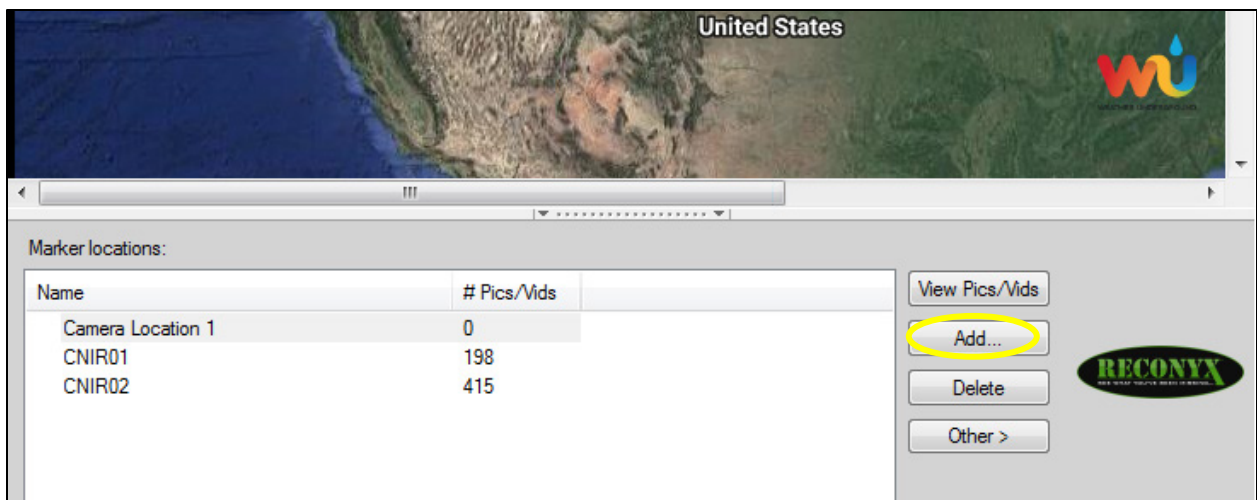 United States
WU
Marker locations:
Name # Pics/Vids
Camera Location 1 0
CNIR01 198
CNIR02 415
View Pics/Vids
Add...
Delete
Other >
RECONYX